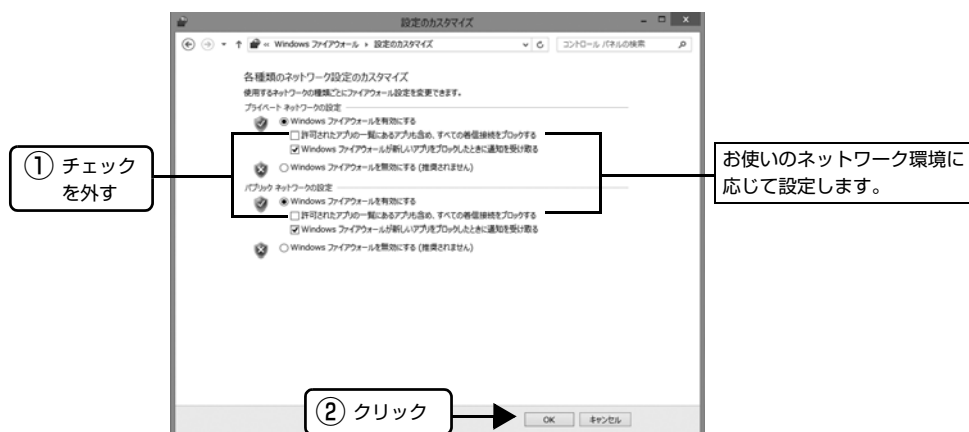 設定のカスタマイズ
« Windows ファイアウォール ▸ 設定のカスタマイズ
コントロール パネルの検索
各種類のネットワーク設定のカスタマイズ
使用するネットワークの種類ごとにファイアウォール設定を変更できます。
プライベート ネットワークの設定
Windows ファイアウォールを有効にする
許可されたアプリの一覧にあるアプリも含め、すべての着信接続をブロックする
Windows ファイアウォールが新しいアプリをブロックしたときに通知を受け取る
Windows ファイアウォールを無効にする (推奨されません)
パブリック ネットワークの設定
Windows ファイアウォールを有効にする
許可されたアプリの一覧にあるアプリも含め、すべての着信接続をブロックする
Windows ファイアウォールが新しいアプリをブロックしたときに通知を受け取る
Windows ファイアウォールを無効にする (推奨されません)
① チェック
を外す
お使いのネットワーク環境に
応じて設定します。
② クリック
OK
キャンセル